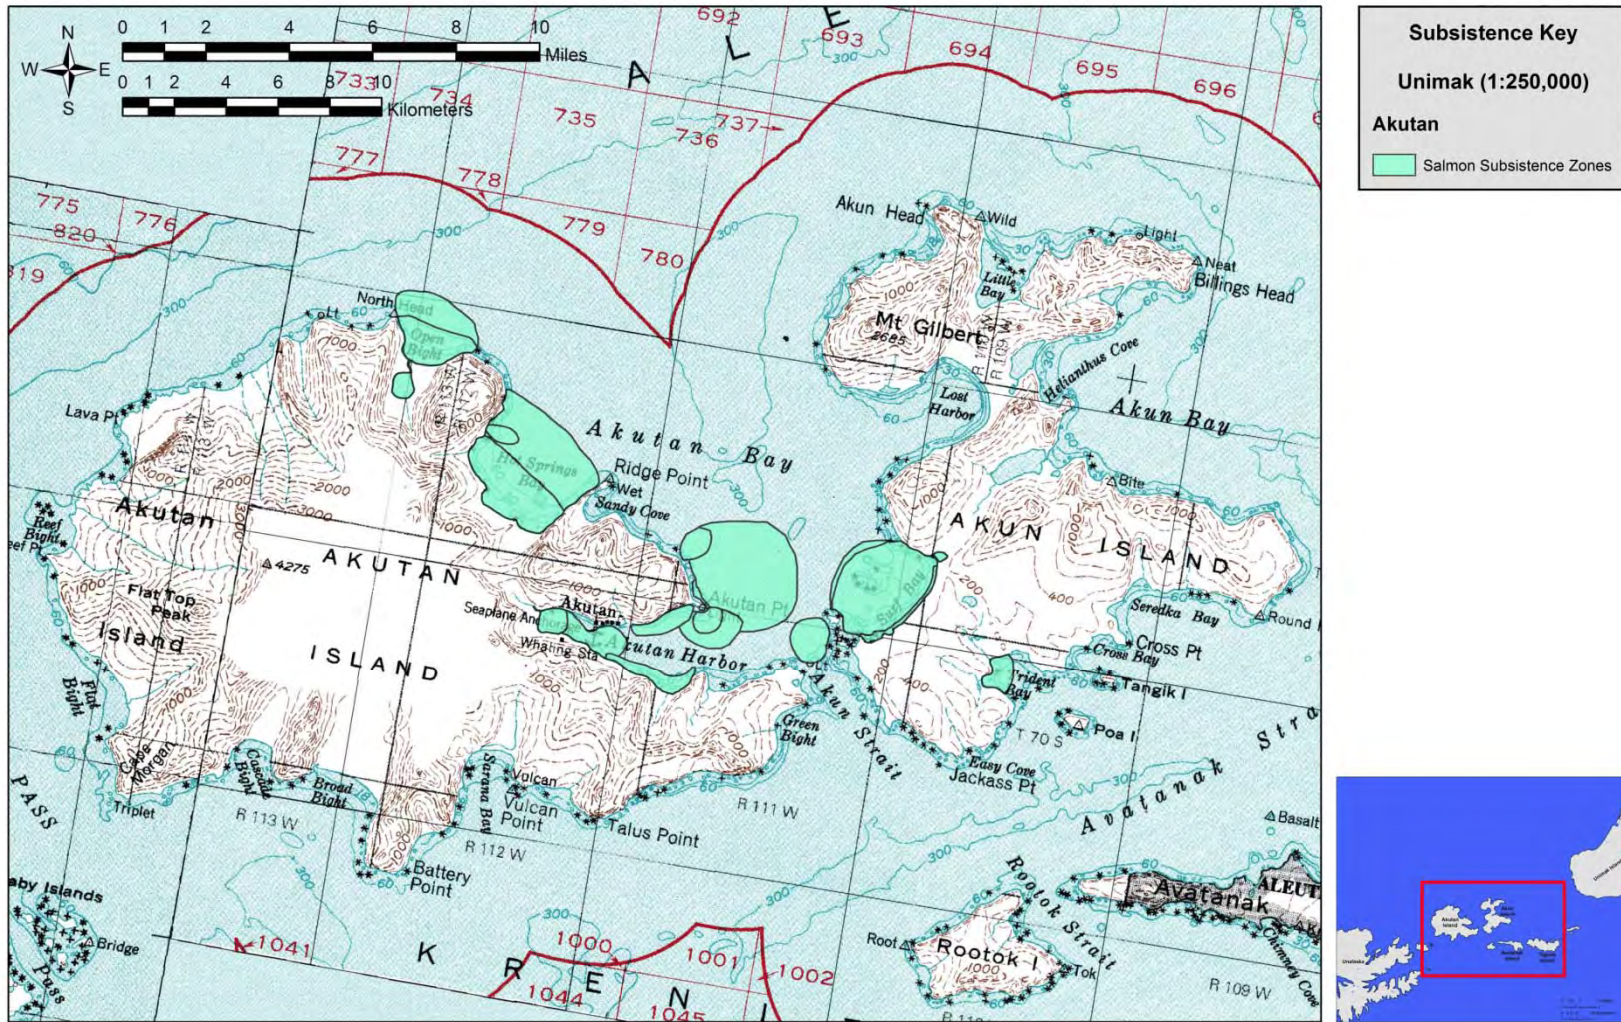 N
W E
S
0 1 2 4 6 8 10
Miles
0 1 2 4 6 8 10
Kilometers
A
L
E
692
693
694
695
696
733
734
735
736
737
777
778
779
780
775
776
820
300
Akun Head
Wild
Light
Neat
Billings Head
Little Bay
Mt Gilbert
2685
1000
Lost Harbor
Helianthus Cove
Akun Bay
North Head
Open Bight
Lt
Lava Pt
Hot Springs Bay
Akutan Bay
Ridge Point
Wet
Sandy Cove
Bite
AKUN ISLAND
Reef Bight
Akutan
Island
4275
Flat Top Peak
AKUTAN
ISLAND
Seaplane Anchorage
Akutan
Whaling Sta
Akutan Harbor
Akutan Pt
Surf Bay
Seredka Bay
Cross Pt
Cross Bay
Tangik I
Trident Bay
Poa I
T 70 S
Easy Cove
Jackass Pt
Akun Strait
Green Bight
Flat Bight
Cape Morgan
Triplet
Cascade Bight
Broad Bight
Sarana Bay
Vulcan
Vulcan Point
Talus Point
Battery Point
R 113 W
R 112 W
R 111 W
PASS
Avatanak Stra
Basalt
Avatanak
ALEUT
Chimney Cove
Rootok Strait
Root
Rootok I
1000
Tok
R 109 W
aby Islands
Bridge
Pass
1041
K R E N I
1000
1001
1002
1044
1045
Subsistence Key
Unimak (1:250,000)
Akutan
Salmon Subsistence Zones